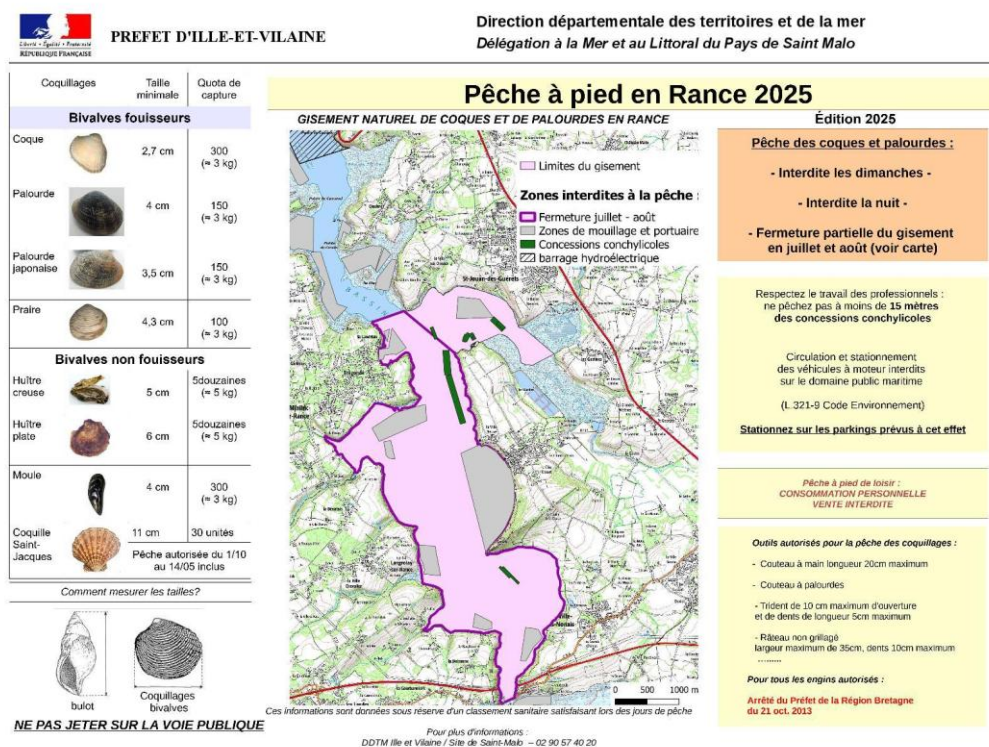 Liberté • Égalité • Fraternité
RÉPUBLIQUE FRANÇAISE
PREFET D'ILLE-ET-VILAINE
Direction départementale des territoires et de la mer
Délégation à la Mer et au Littoral du Pays de Saint Malo
Coquillages
Taille
minimale
Quota de
capture
Bivalves fouisseurs
Coque
2,7 cm
300
(≈ 3 kg)
Palourde
4 cm
150
(≈ 3 kg)
Palourde
japonaise
3,5 cm
150
(≈ 3 kg)
Praire
4,3 cm
100
(≈ 3 kg)
Bivalves non fouisseurs
Huître
creuse
5 cm
5douzaines
(≈ 5 kg)
Huître
plate
6 cm
5douzaines
(≈ 5 kg)
Moule
4 cm
300
(≈ 3 kg)
Coquille
Saint-
Jacques
11 cm
30 unités
Pêche autorisée du 1/10
au 14/05 inclus
Comment mesurer les tailles?
bulot
Coquillages
bivalves
NE PAS JETER SUR LA VOIE PUBLIQUE
Pêche à pied en Rance 2025
GISEMENT NATUREL DE COQUES ET DE PALOURDES EN RANCE
Limites du gisement
Zones interdites à la pêche :
Fermeture juillet - août
Zones de mouillage et portuaire
Concessions conchylicoles
barrage hydroélectrique
St-Jouan-des-Guérets
0 500 1000 m
Ces informations sont données sous réserve d'un classement sanitaire satisfaisant lors des jours de pêche
Pour plus d'informations :
DDTM Ille et Vilaine / Site de Saint-Malo – 02 90 57 40 20
Édition 2025
Pêche des coques et palourdes :
- Interdite les dimanches -
- Interdite la nuit -
- Fermeture partielle du gisement
en juillet et août (voir carte)
Respectez le travail des professionnels :
ne pêchez pas à moins de 15 mètres
des concessions conchylicoles
Circulation et stationnement
des véhicules à moteur interdits
sur le domaine public maritime
(L.321-9 Code Environnement)
Stationnez sur les parkings prévus à cet effet
Pêche à pied de loisir :
CONSOMMATION PERSONNELLE
VENTE INTERDITE
Outils autorisés pour la pêche des coquillages :
- Couteau à main longueur 20cm maximum
- Couteau à palourdes
- Trident de 10 cm maximum d'ouverture
et de dents de longueur 5cm maximum
- Râteau non grillagé
largeur maximum de 35cm, dents 10cm maximum
Pour tous les engins autorisés :
Arrêté du Préfet de la Région Bretagne
du 21 oct. 2013